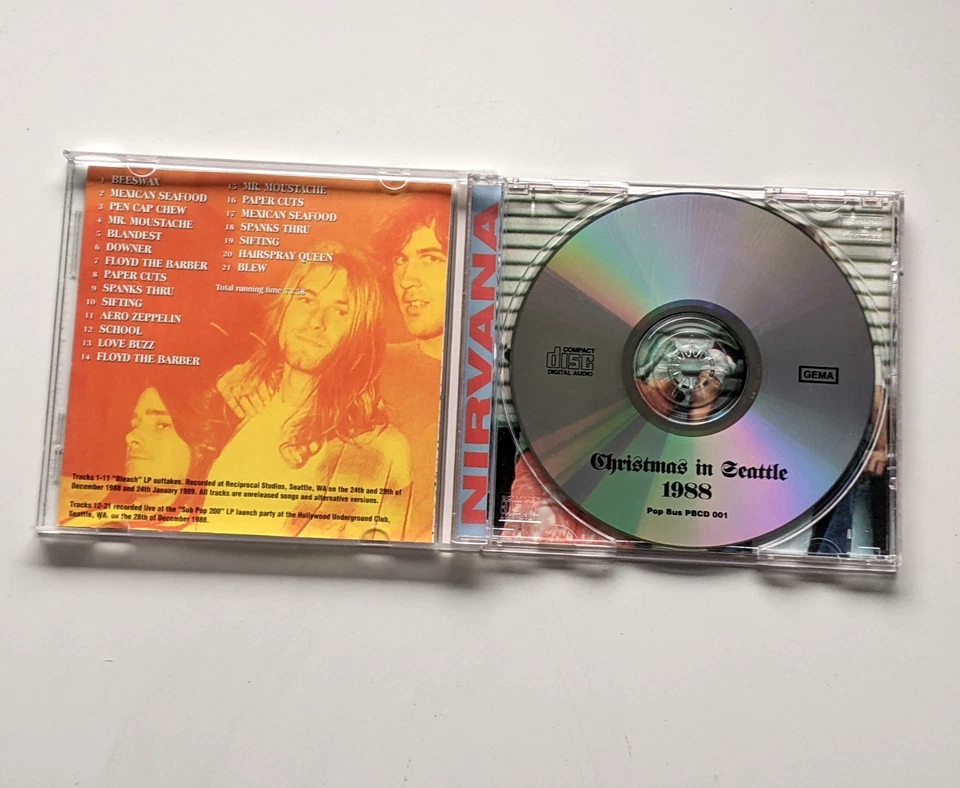 1 BEESWAX
2 MEXICAN SEAFOOD
3 PEN CAP CHEW
4 MR. MOUSTACHE
5 BLANDEST
6 DOWNER
7 FLOYD THE BARBER
8 PAPER CUTS
9 SPANKS THRU
10 SIFTING
11 AERO ZEPPELIN
12 SCHOOL
13 LOVE BUZZ
14 FLOYD THE BARBER
15 MR. MOUSTACHE
16 PAPER CUTS
17 MEXICAN SEAFOOD
18 SPANKS THRU
19 SIFTING
20 HAIRSPRAY QUEEN
21 BLEW
Total running time 73:58
Tracks 1-11 "Bleach" LP outtakes. Recorded at Reciprocal Studios, Seattle, WA on the 24th and 29th of
December 1988 and 24th January 1989. All tracks are unreleased songs and alternative versions.
Tracks 12-21 recorded live at the "Sub Pop 200" LP launch party at the Hollywood Underground Club,
Seattle, WA. on the 28th of December 1988.
NIRVANA
COMPACT
disc
DIGITAL AUDIO
GEMA
Christmas in Seattle
1988
Pop Bus PBCD 001